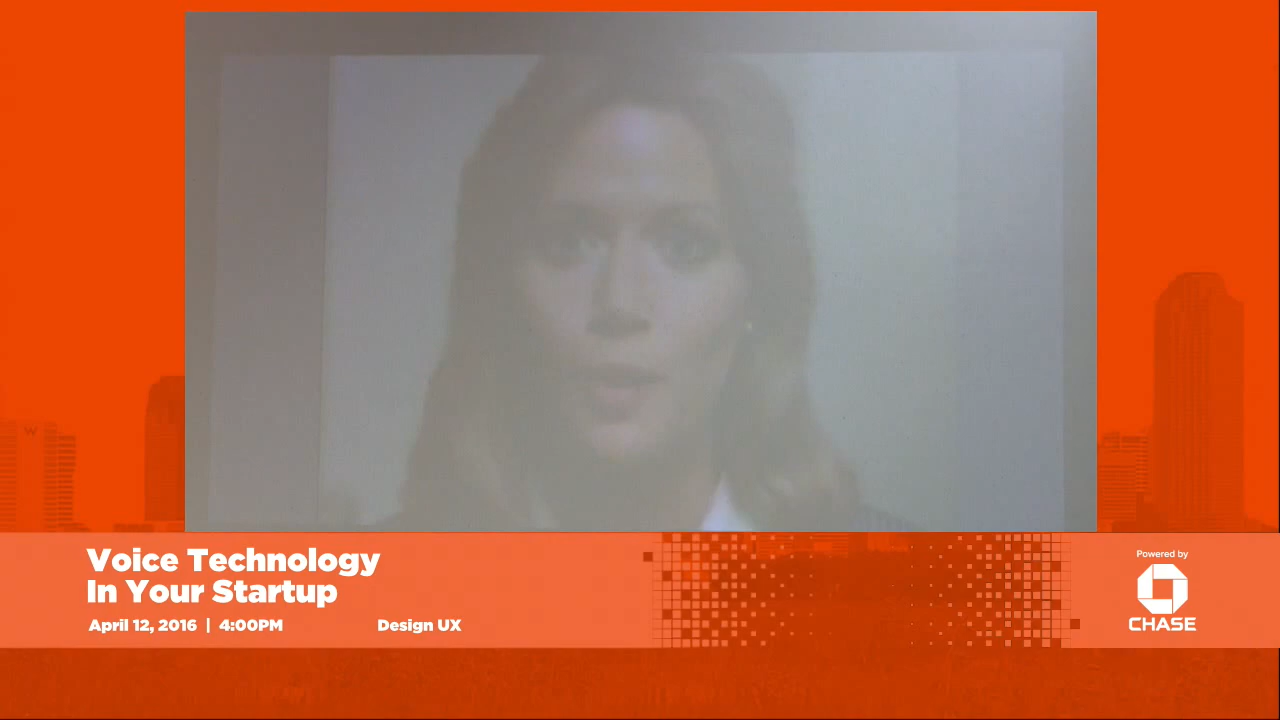 Voice Technology
In Your Startup
April 12, 2016 | 4:00PM
Design UX
Powered by
CHASE
W